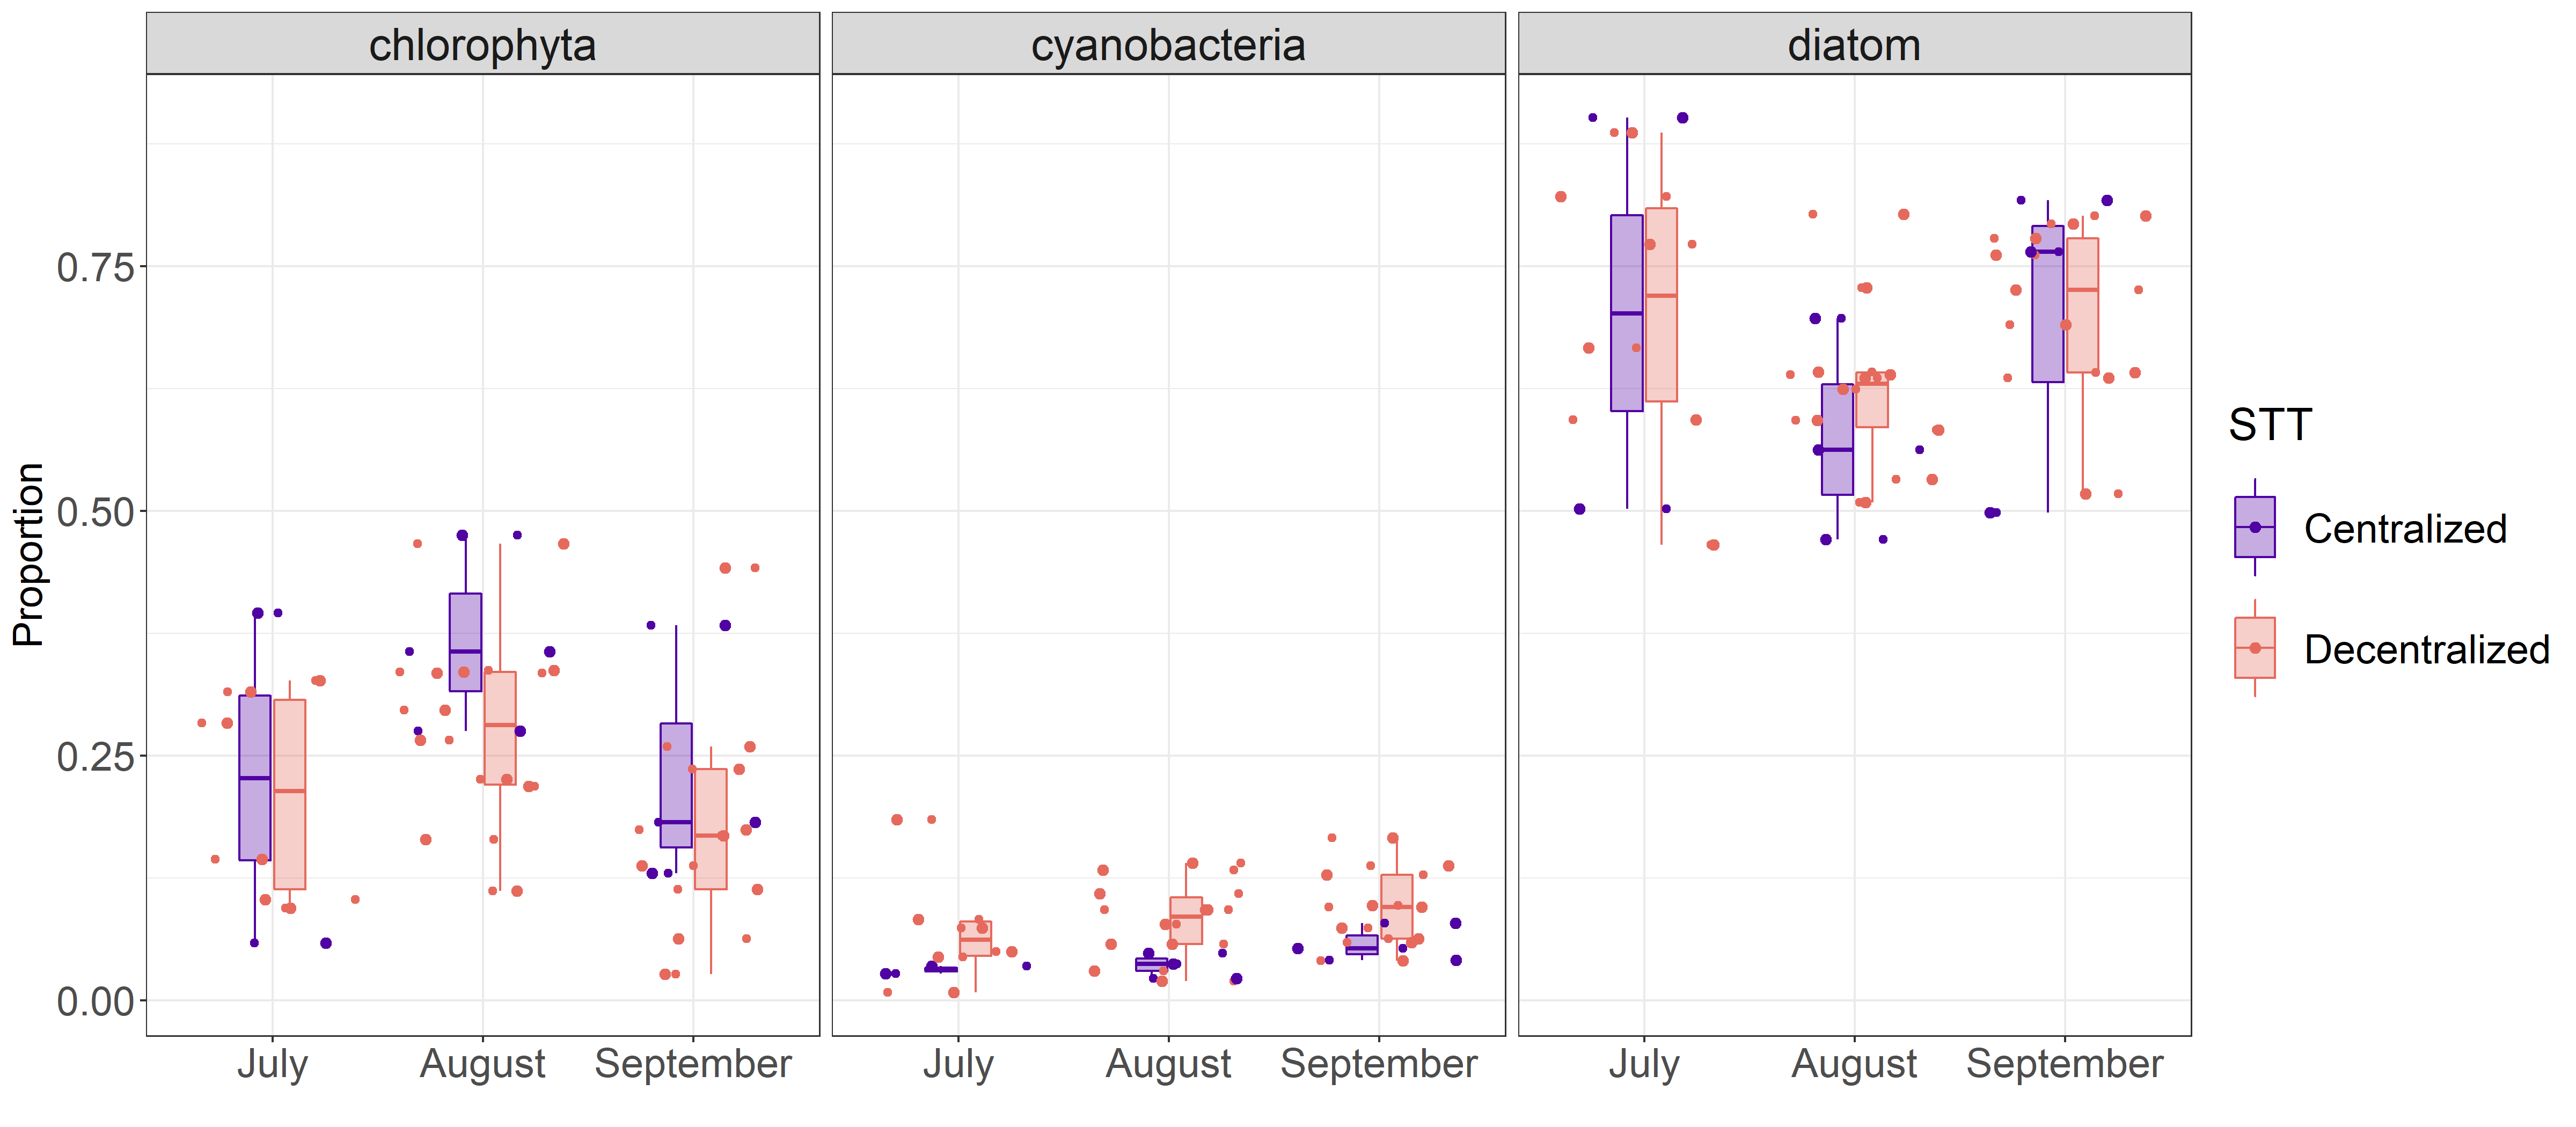 chlorophyta
cyanobacteria
diatom
Proportion
0.75
0.50
0.25
0.00
July August September
July August September
July August September
STT
Centralized
Decentralized